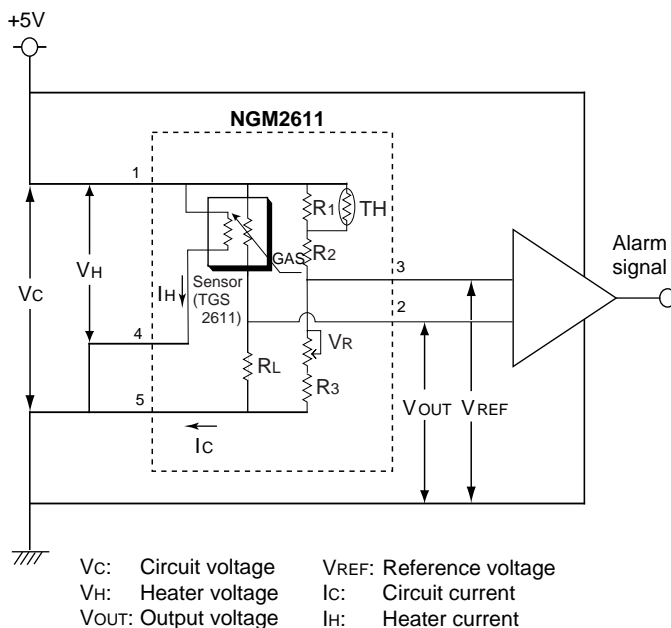 +5V
NGM2611
1
R1
TH
R2
GAS
3
Alarm
signal
VH
VC
IH
Sensor
(TGS
2611)
2
4
VR
RL
R3
5
VOUT
VREF
IC
VC: Circuit voltage
VREF: Reference voltage
VH: Heater voltage
IC: Circuit current
VOUT: Output voltage
IH: Heater current